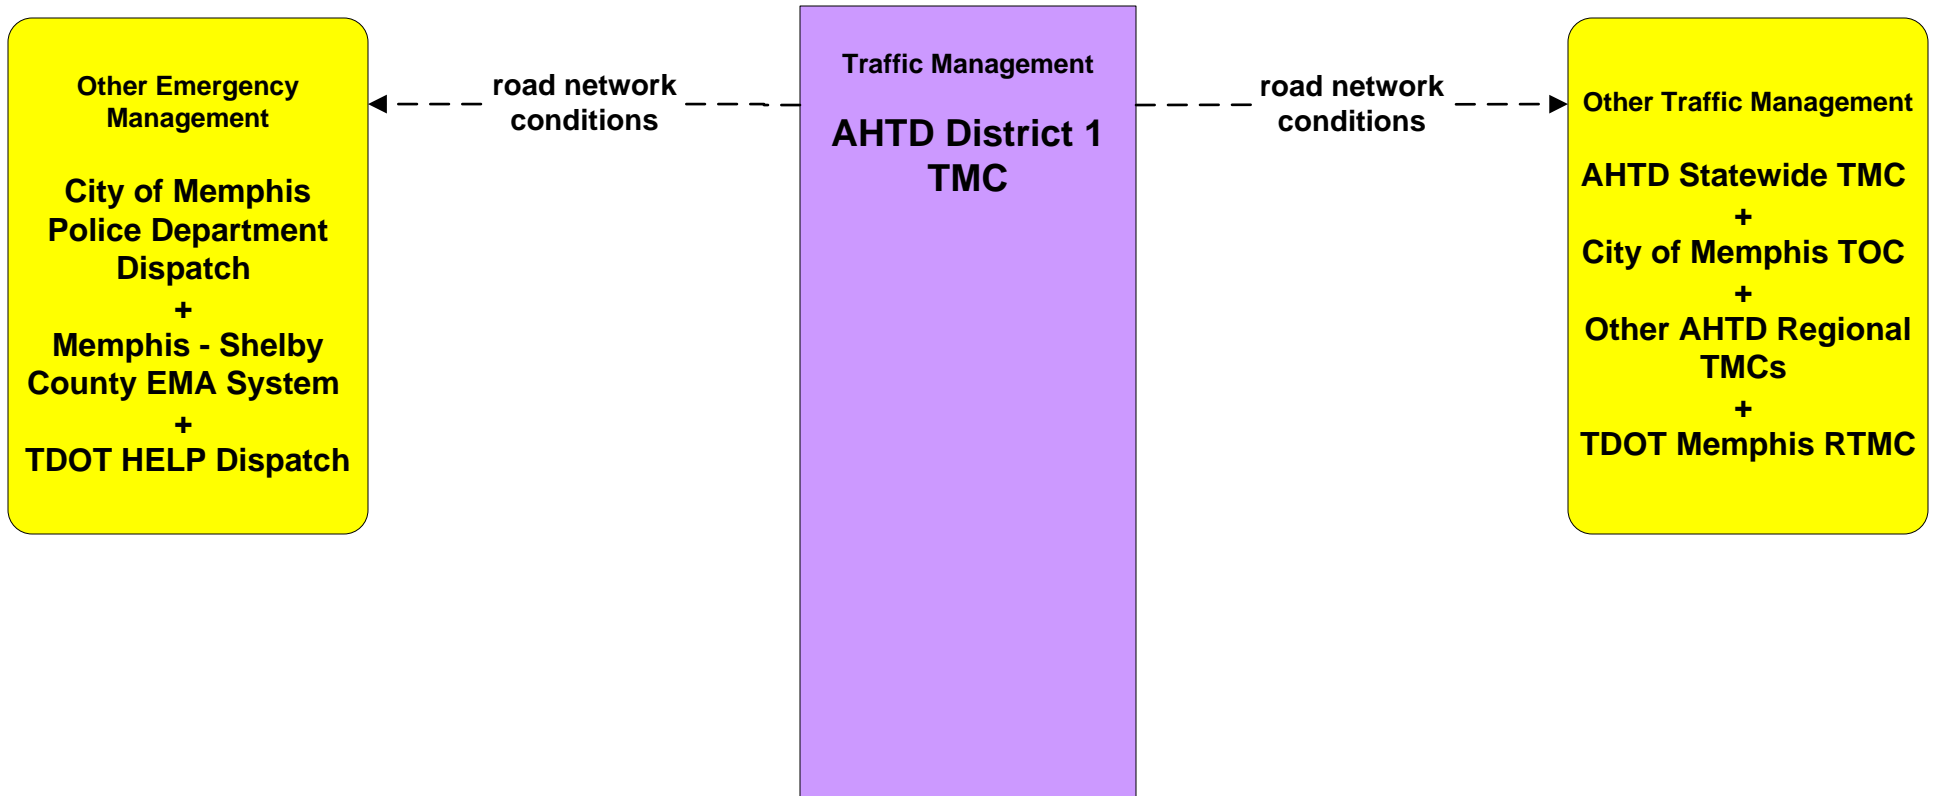 Other Emergency
Management
City of Memphis
Police Department
Dispatch
+
Memphis - Shelby
County EMA System
+
TDOT HELP Dispatch
road network
conditions
Traffic Management
AHTD District 1
TMC
road network
conditions
Other Traffic Management
AHTD Statewide TMC
+
City of Memphis TOC
+
Other AHTD Regional
TMCs
+
TDOT Memphis RTMC